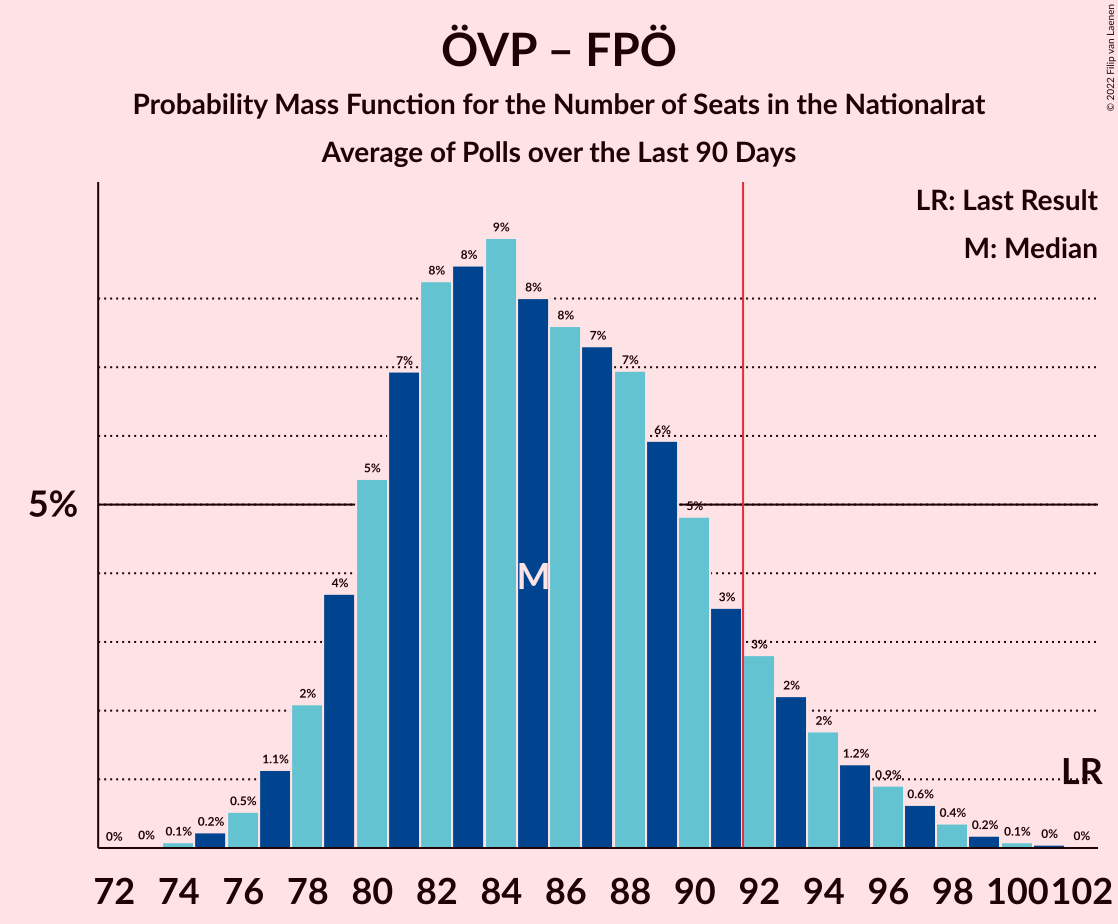 ÖVP – FPÖ
Probability Mass Function for the Number of Seats in the Nationalrat
Average of Polls over the Last 90 Days
© 2022 Filip van Laenen
LR: Last Result
M: Median
5%
0% 0% 0.1% 0.2% 0.5% 1.1% 2% 4% 5% 7% 8% 8% 9% 8% 8% 7% 7% 6% 5% 3% 3% 2% 2% 1.2% 0.9% 0.6% 0.4% 0.2% 0.1% 0% 0%
M
LR
72 74 76 78 80 82 84 86 88 90 92 94 96 98 100 102